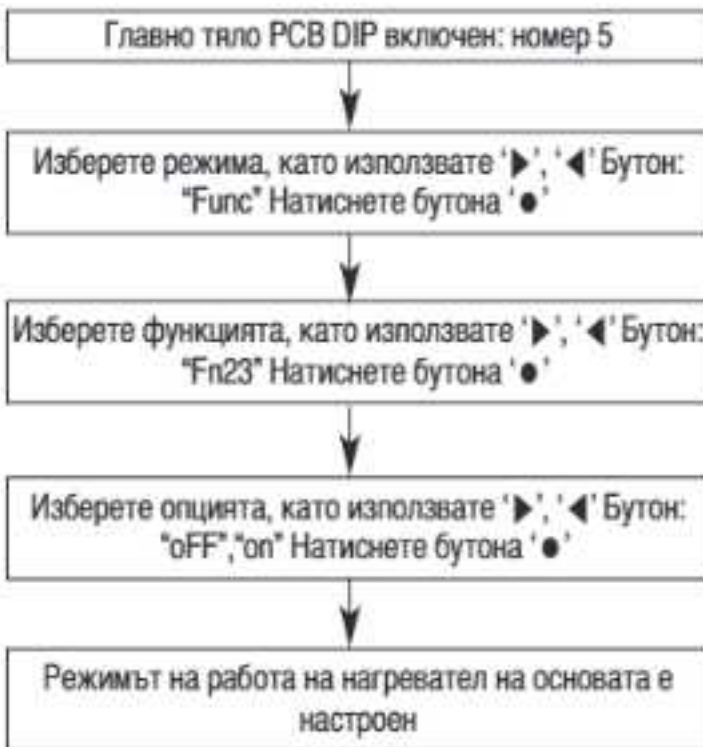 Главно тяло PCB DIP включен: номер 5
Изберете режима, като използвате ‘▶’, ‘◀’ Бутон:
“Func” Натиснете бутона ‘●’
Изберете функцията, като използвате ‘▶’, ‘◀’ Бутон:
“Fn23” Натиснете бутона ‘●’
Изберете опцията, като използвате ‘▶’, ‘◀’ Бутон:
“oFF”,“on” Натиснете бутона ‘●’
Режимът на работа на нагревател на основата е
настроен